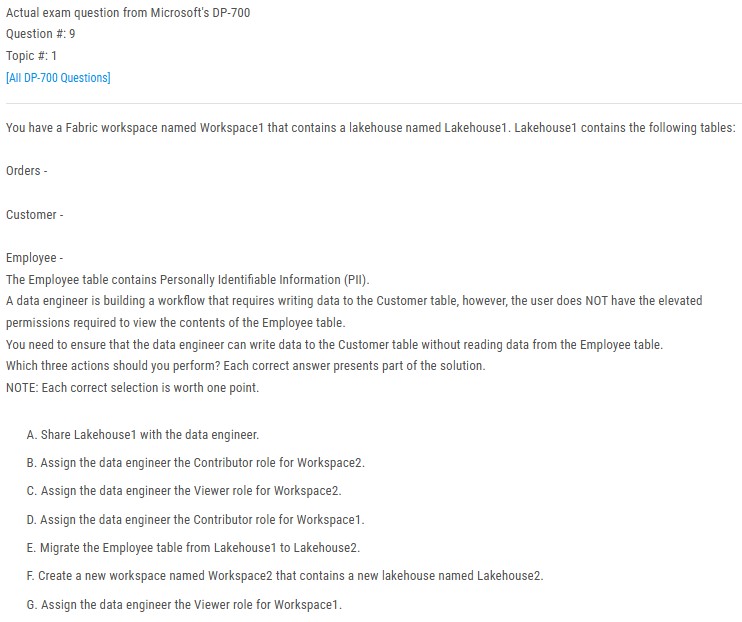 Actual exam question from Microsoft's DP-700
Question #: 9
Topic #: 1
[All DP-700 Questions]
You have a Fabric workspace named Workspace1 that contains a lakehouse named Lakehouse1. Lakehouse1 contains the following tables:
Orders -
Customer -
Employee -
The Employee table contains Personally Identifiable Information (PII).
A data engineer is building a workflow that requires writing data to the Customer table, however, the user does NOT have the elevated
permissions required to view the contents of the Employee table.
You need to ensure that the data engineer can write data to the Customer table without reading data from the Employee table.
Which three actions should you perform? Each correct answer presents part of the solution.
NOTE: Each correct selection is worth one point.
A. Share Lakehouse1 with the data engineer.
B. Assign the data engineer the Contributor role for Workspace2.
C. Assign the data engineer the Viewer role for Workspace2.
D. Assign the data engineer the Contributor role for Workspace1.
E. Migrate the Employee table from Lakehouse1 to Lakehouse2.
F. Create a new workspace named Workspace2 that contains a new lakehouse named Lakehouse2.
G. Assign the data engineer the Viewer role for Workspace1.